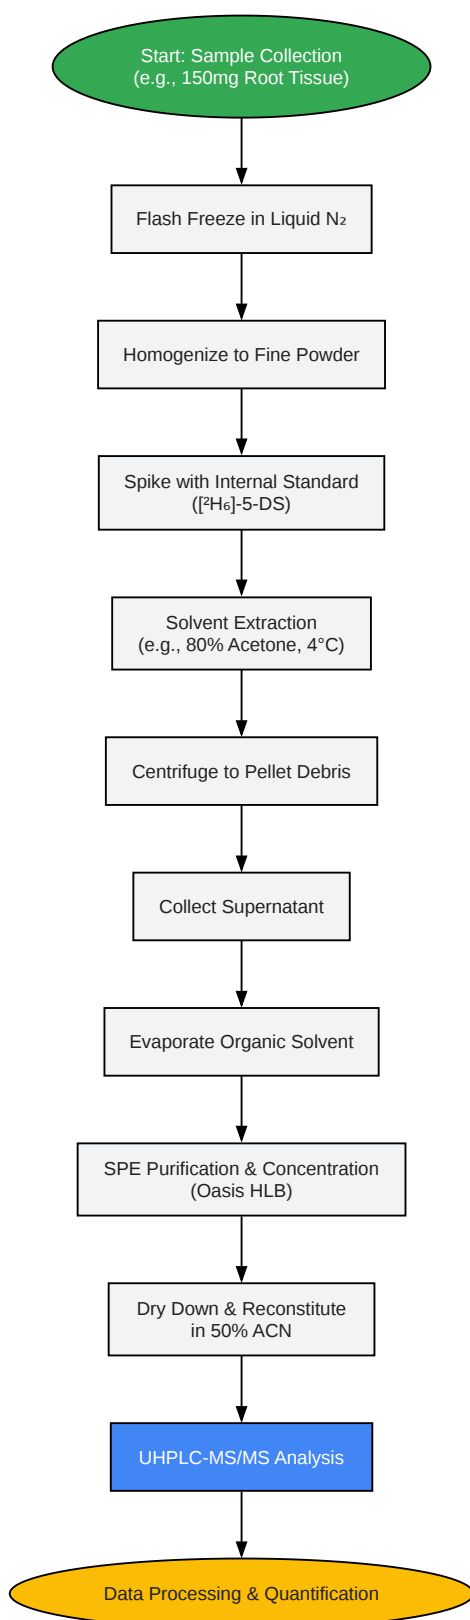 Start: Sample Collection
(e.g., 150mg Root Tissue)
Flash Freeze in Liquid N₂
Homogenize to Fine Powder
Spike with Internal Standard
([²H₆]-5-DS)
Solvent Extraction
(e.g., 80% Acetone, 4°C)
Centrifuge to Pellet Debris
Collect Supernatant
Evaporate Organic Solvent
SPE Purification & Concentration
(Oasis HLB)
Dry Down & Reconstitute
in 50% ACN
UHPLC-MS/MS Analysis
Data Processing & Quantification